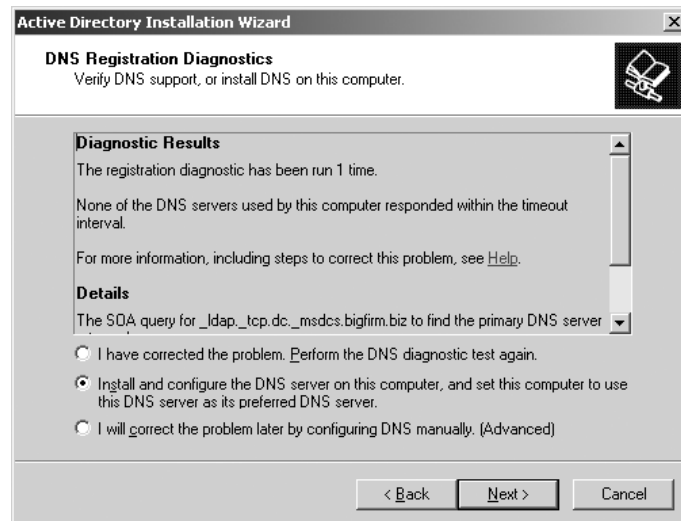 Active Directory Installation Wizard
DNS Registration Diagnostics
Verify DNS support, or install DNS on this computer.
Diagnostic Results
The registration diagnostic has been run 1 time.
None of the DNS servers used by this computer responded within the timeout
interval.
For more information, including steps to correct this problem, see Help.
Details
The SOA query for _ldap._tcp.dc._msdcs.bigfirm.biz to find the primary DNS server
I have corrected the problem. Perform the DNS diagnostic test again.
Install and configure the DNS server on this computer, and set this computer to use
this DNS server as its preferred DNS server.
I will correct the problem later by configuring DNS manually. (Advanced)
< Back
Next >
Cancel